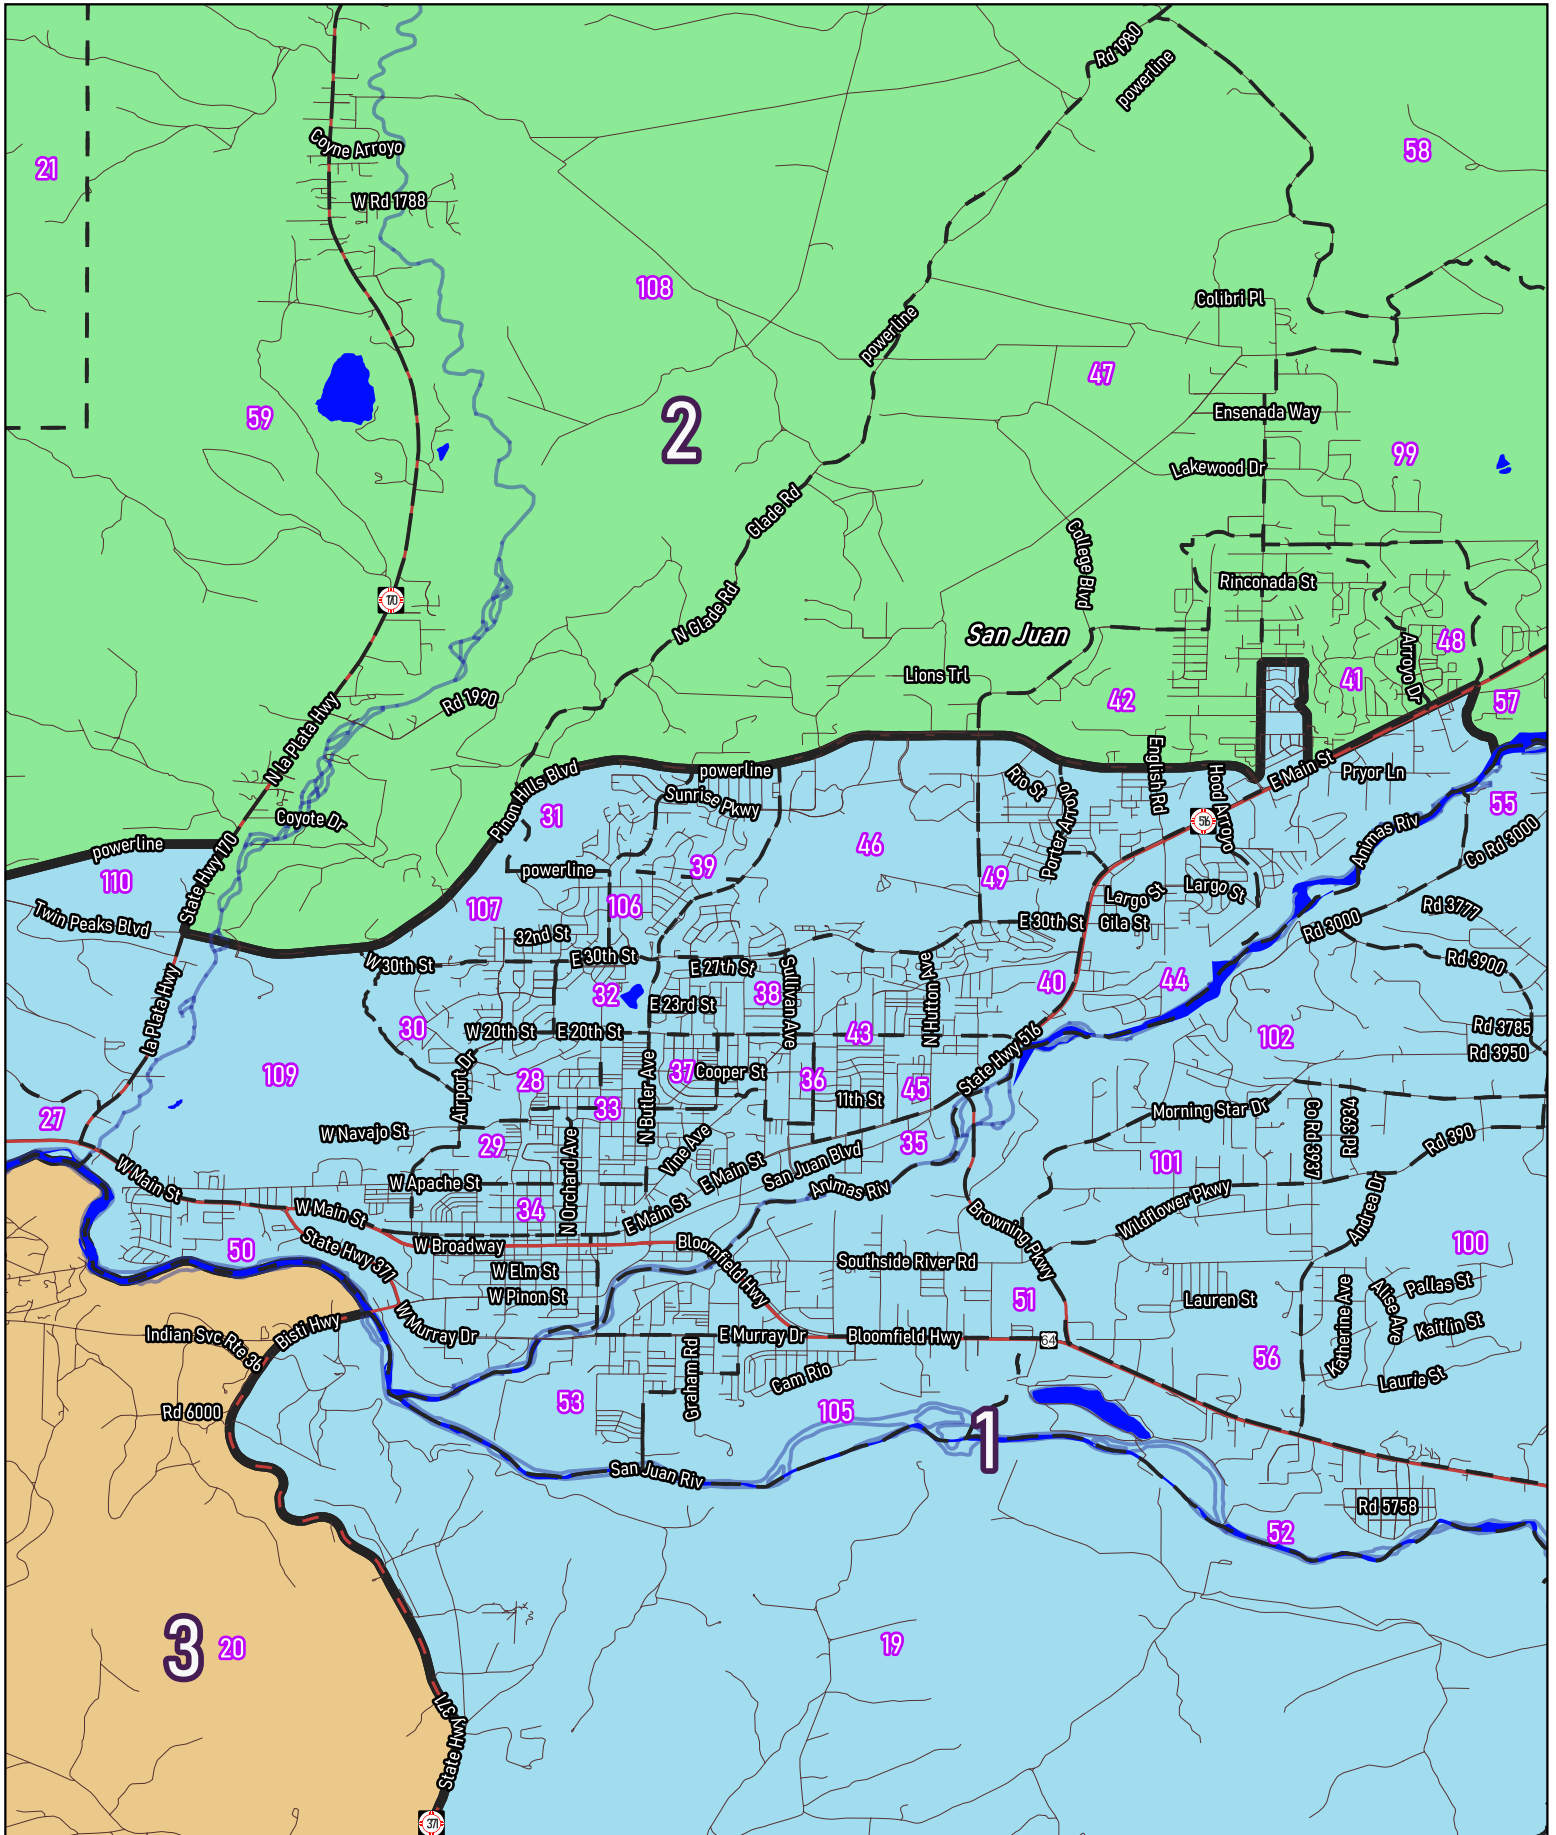 Rd 1980
powerline
Coyne Arroyo
58
21
W Rd 1788
108
Colibri Pl
powerline
47
59
2
Ensenada Way
99
Lakewood Dr
Glade Rd
College Blvd
Rinconada St
170
N Glade Rd
San Juan
48
Arroyo Dr
Lions Trl
41
42
57
Rd 1990
N la Plata Hwy
English Rd
Hood Arroyo
E Main St
Pryor Ln
Pinon Hills Blvd
powerline
Rio St
Sunrise Pkwy
Porter Arroyo
55
31
Coyote Dr
516
Animas Riv
Co Rd 3000
powerline
46
39
powerline
49
110
State Hwy 170
107
106
Largo St
Largo St
Rd 3777
Twin Peaks Blvd
E 30th St
Gila St
Rd 3000
32nd St
E 30th St
W 30th St
E 27th St
Rd 3900
Sullivan Ave
N Hutton Ave
40
44
32
38
E 23rd St
la Plata Hwy
30
W 20th St
E 20th St
43
102
Rd 3785
Rd 3950
State Hwy 516
109
Airport Dr
28
N Butler Ave
37
Cooper St
36
45
11th St
33
27
Morning Star Dr
Rd 3937
Rd 3934
Rd 390
W Navajo St
29
N Orchard Ave
Vine Ave
35
101
San Juan Blvd
E Main St
W Main St
W Apache St
Animas Riv
Wildflower Pkwy
Andrea Dr
34
E Main St
W Main St
Browning Pkwy
50
State Hwy 377
W Broadway
Bloomfield Hwy
100
Southside River Rd
W Elm St
Pallas St
W Pinon St
51
Lauren St
Katherine Ave
Alise Ave
Kaitlin St
Indian Svc Rte 36
Bisti Hwy
W Murray Dr
E Murray Dr
Bloomfield Hwy
64
56
Graham Rd
Cam Rio
Laurie St
53
105
Rd 6000
1
San Juan Riv
Rd 5758
52
19
3
20
State Hwy 371
371